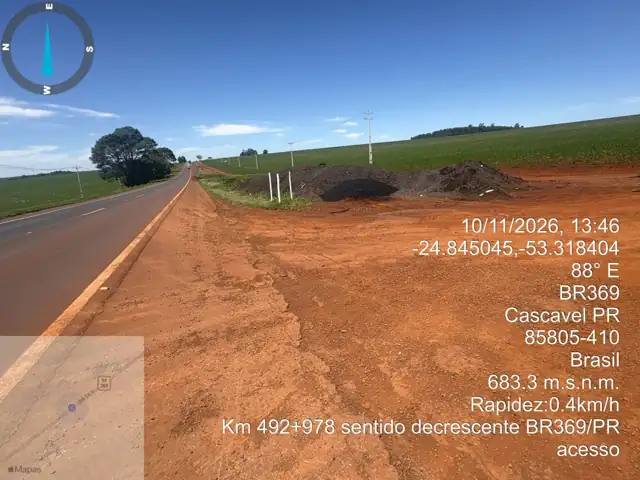 E
N
S
W
10/11/2026, 13:46
-24.845045,-53.318404
88° E
BR369
Cascavel PR
85805-410
Brasil
683.3 m.s.n.m.
Rapidez:0.4km/h
Km 492+978 sentido decrescente BR369/PR
acesso
Mapas